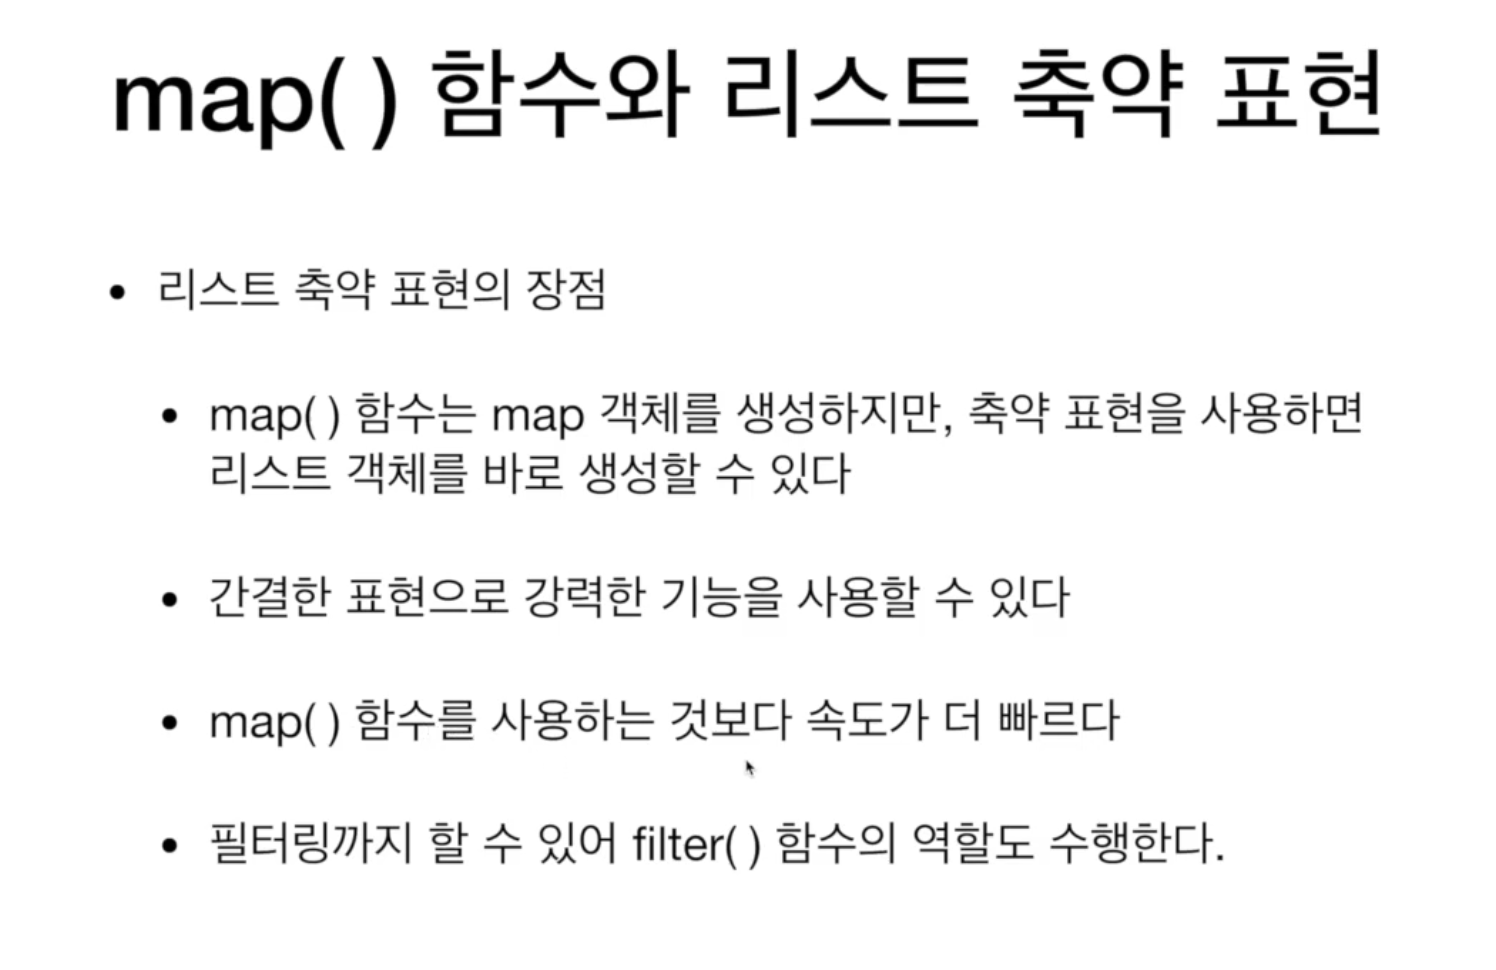 map( ) 함수와 리스트 축약 표현
• 리스트 축약 표현의 장점
• map( ) 함수는 map 객체를 생성하지만, 축약 표현을 사용하면
리스트 객체를 바로 생성할 수 있다
• 간결한 표현으로 강력한 기능을 사용할 수 있다
• map( ) 함수를 사용하는 것보다 속도가 더 빠르다
• 필터링까지 할 수 있어 filter( ) 함수의 역할도 수행한다.